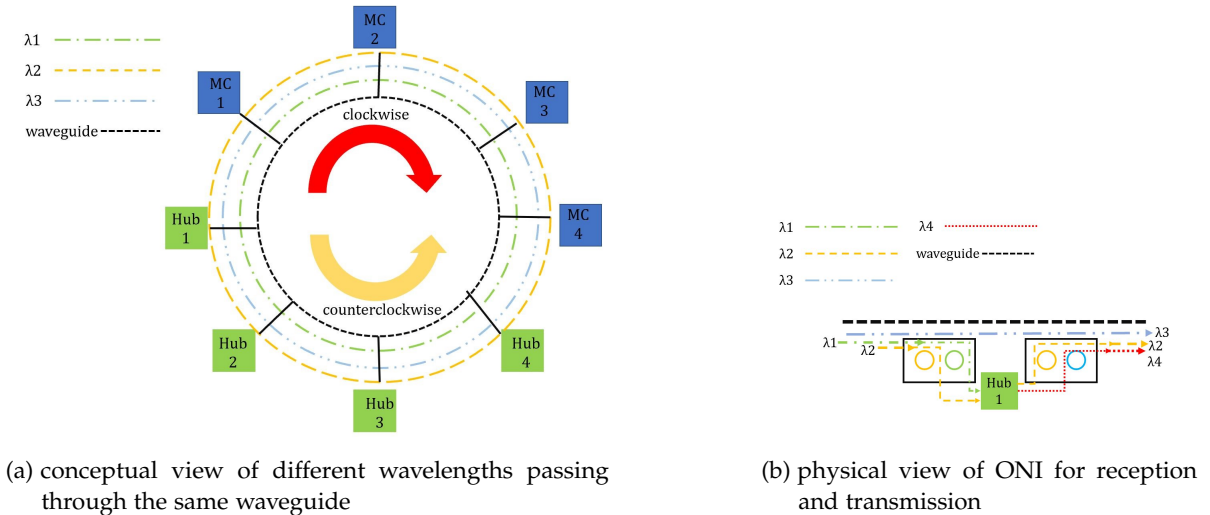 λ1
λ2
λ3
waveguide
MC
1
MC
2
MC
3
MC
4
Hub
1
Hub
2
Hub
3
Hub
4
clockwise
counterclockwise
(a) conceptual view of different wavelengths passing
through the same waveguide
λ1
λ2
λ3
λ4
waveguide
λ1
λ2
Hub
1
λ3
λ2
λ4
(b) physical view of ONI for reception
and transmission